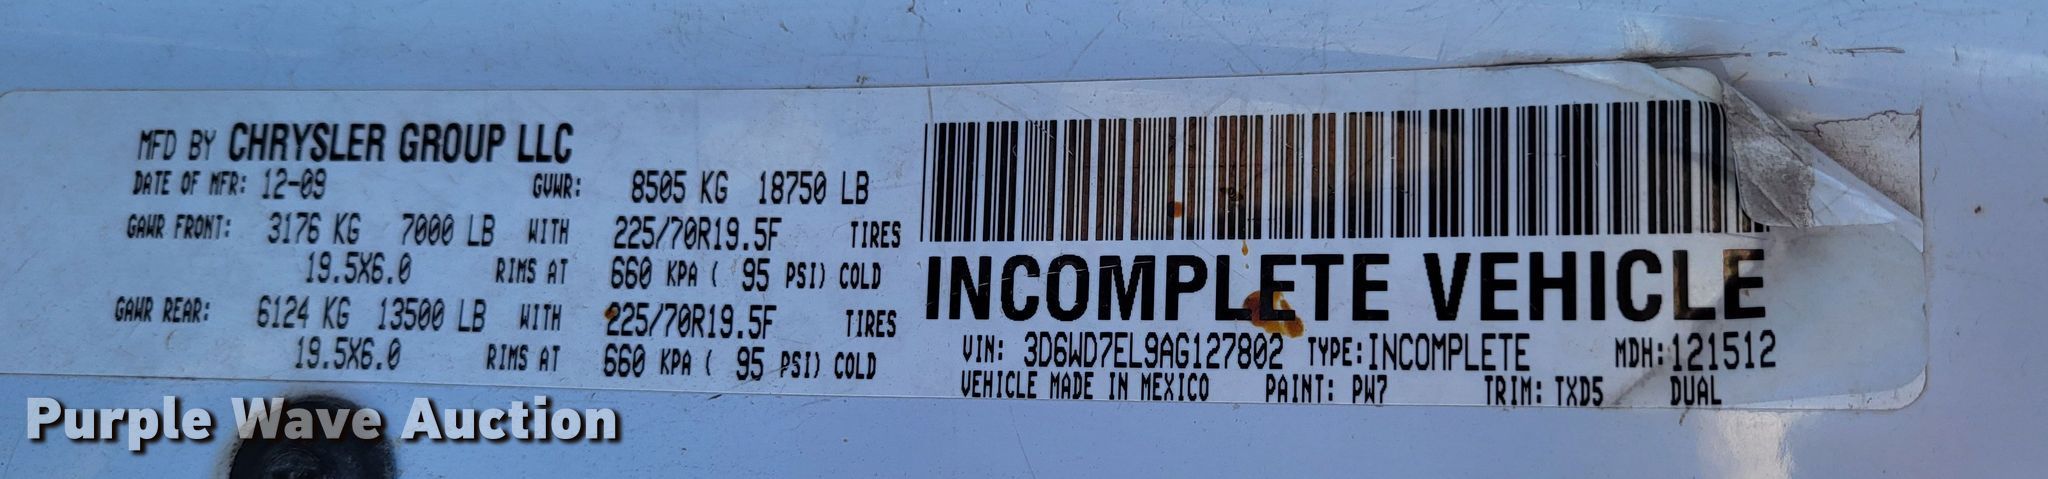 MFD BY CHRYSLER GROUP LLC
DATE OF MFR: 12-09 GVWR: 8505 KG 18750 LB
GAWR FRONT: 3176 KG 7000 LB WITH 225/70R19.5F TIRES
19.5X6.0 RIMS AT 660 KPA ( 95 PSI) COLD
GAWR REAR: 6124 KG 13500 LB WITH 225/70R19.5F TIRES
19.5X6.0 RIMS AT 660 KPA ( 95 PSI) COLD
INCOMPLETE VEHICLE
VIN: 3D6WD7EL9AG127802 TYPE: INCOMPLETE MDH: 121512
VEHICLE MADE IN MEXICO PAINT: PW7 TRIM: TXD5 DUAL
Purple Wave Auction